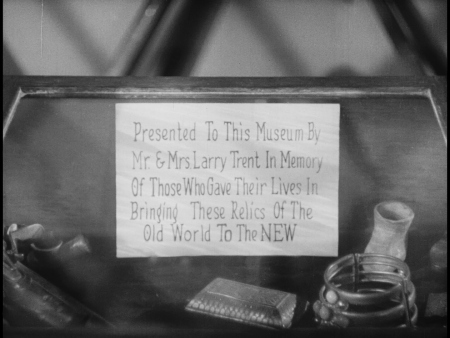 Presented To This Museum By
Mr. & Mrs. Larry Trent In Memory
Of Those Who Gave Their Lives In
Bringing These Relics Of The
Old World To The NEW